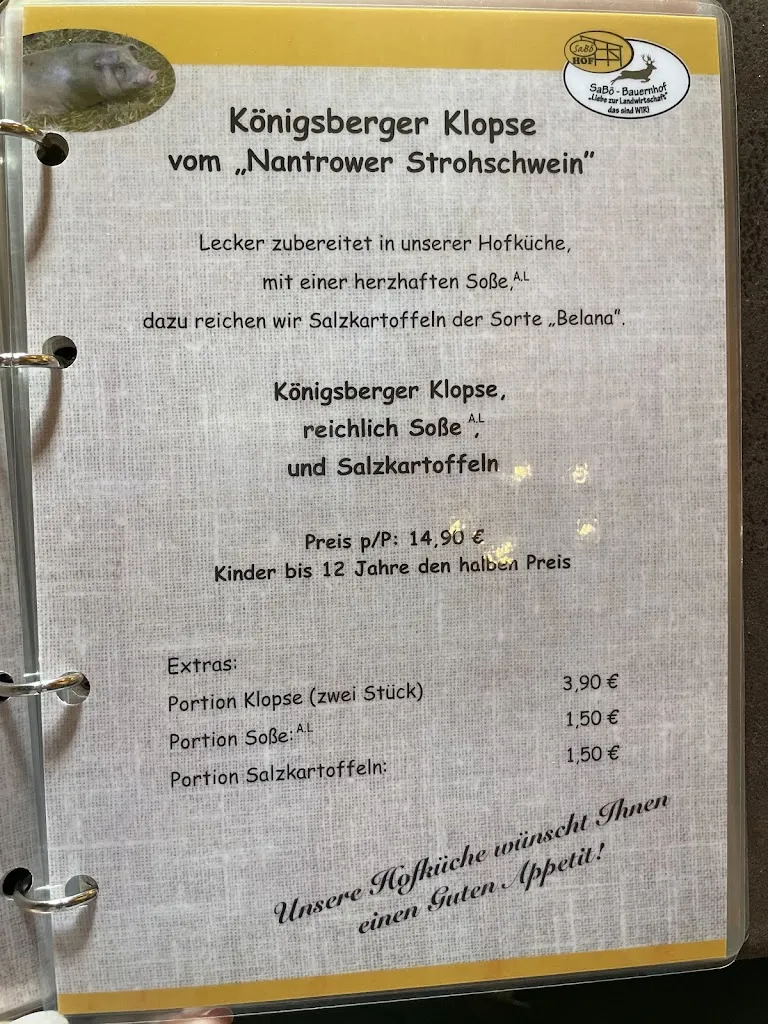 SaBö
HOF
SaBö - Bauernhof
„Liebe zur Landwirtschaft"
das sind WIR!
Königsberger Klopse
vom „Nantrower Strohschwein"
Lecker zubereitet in unserer Hofküche,
mit einer herzhaften Soße,A,L
dazu reichen wir Salzkartoffeln der Sorte „Belana".
Königsberger Klopse,
reichlich Soße A,L,
und Salzkartoffeln
Preis p/P: 14,90 €
Kinder bis 12 Jahre den halben Preis
Extras:
Portion Klopse (zwei Stück) 3,90 €
Portion Soße:A,L 1,50 €
Portion Salzkartoffeln: 1,50 €
Unsere Hofküche wünscht Ihnen
einen Guten Appetit!